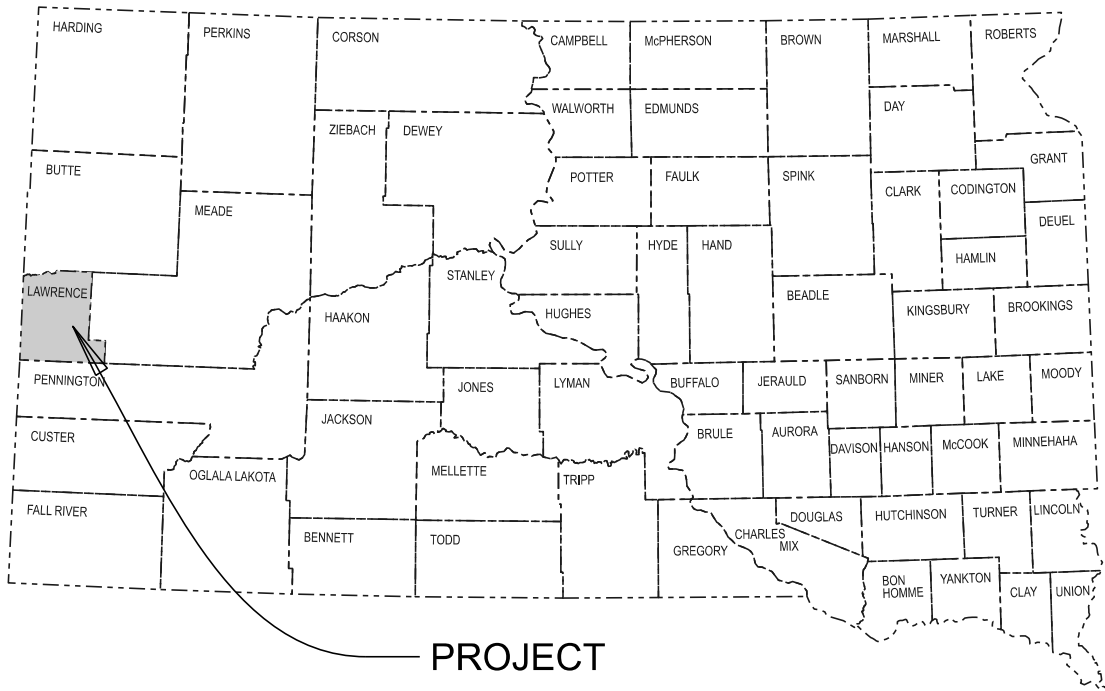 HARDING
PERKINS
CORSON
CAMPBELL
McPHERSON
BROWN
MARSHALL
ROBERTS
WALWORTH
EDMUNDS
DAY
ZIEBACH
DEWEY
GRANT
BUTTE
POTTER
FAULK
SPINK
CLARK
CODINGTON
MEADE
DEUEL
SULLY
HYDE
HAND
HAMLIN
STANLEY
LAWRENCE
BEADLE
KINGSBURY
BROOKINGS
HAAKON
HUGHES
PENNINGTON
JONES
LYMAN
BUFFALO
JERAULD
SANBORN
MINER
LAKE
MOODY
JACKSON
CUSTER
BRULE
AURORA
DAVISON
HANSON
McCOOK
MINNEHAHA
OGLALA LAKOTA
MELLETTE
TRIPP
FALL RIVER
DOUGLAS
HUTCHINSON
TURNER
LINCOLN
BENNETT
TODD
GREGORY
CHARLES
MIX
BON
HOMME
YANKTON
CLAY
UNION
PROJECT